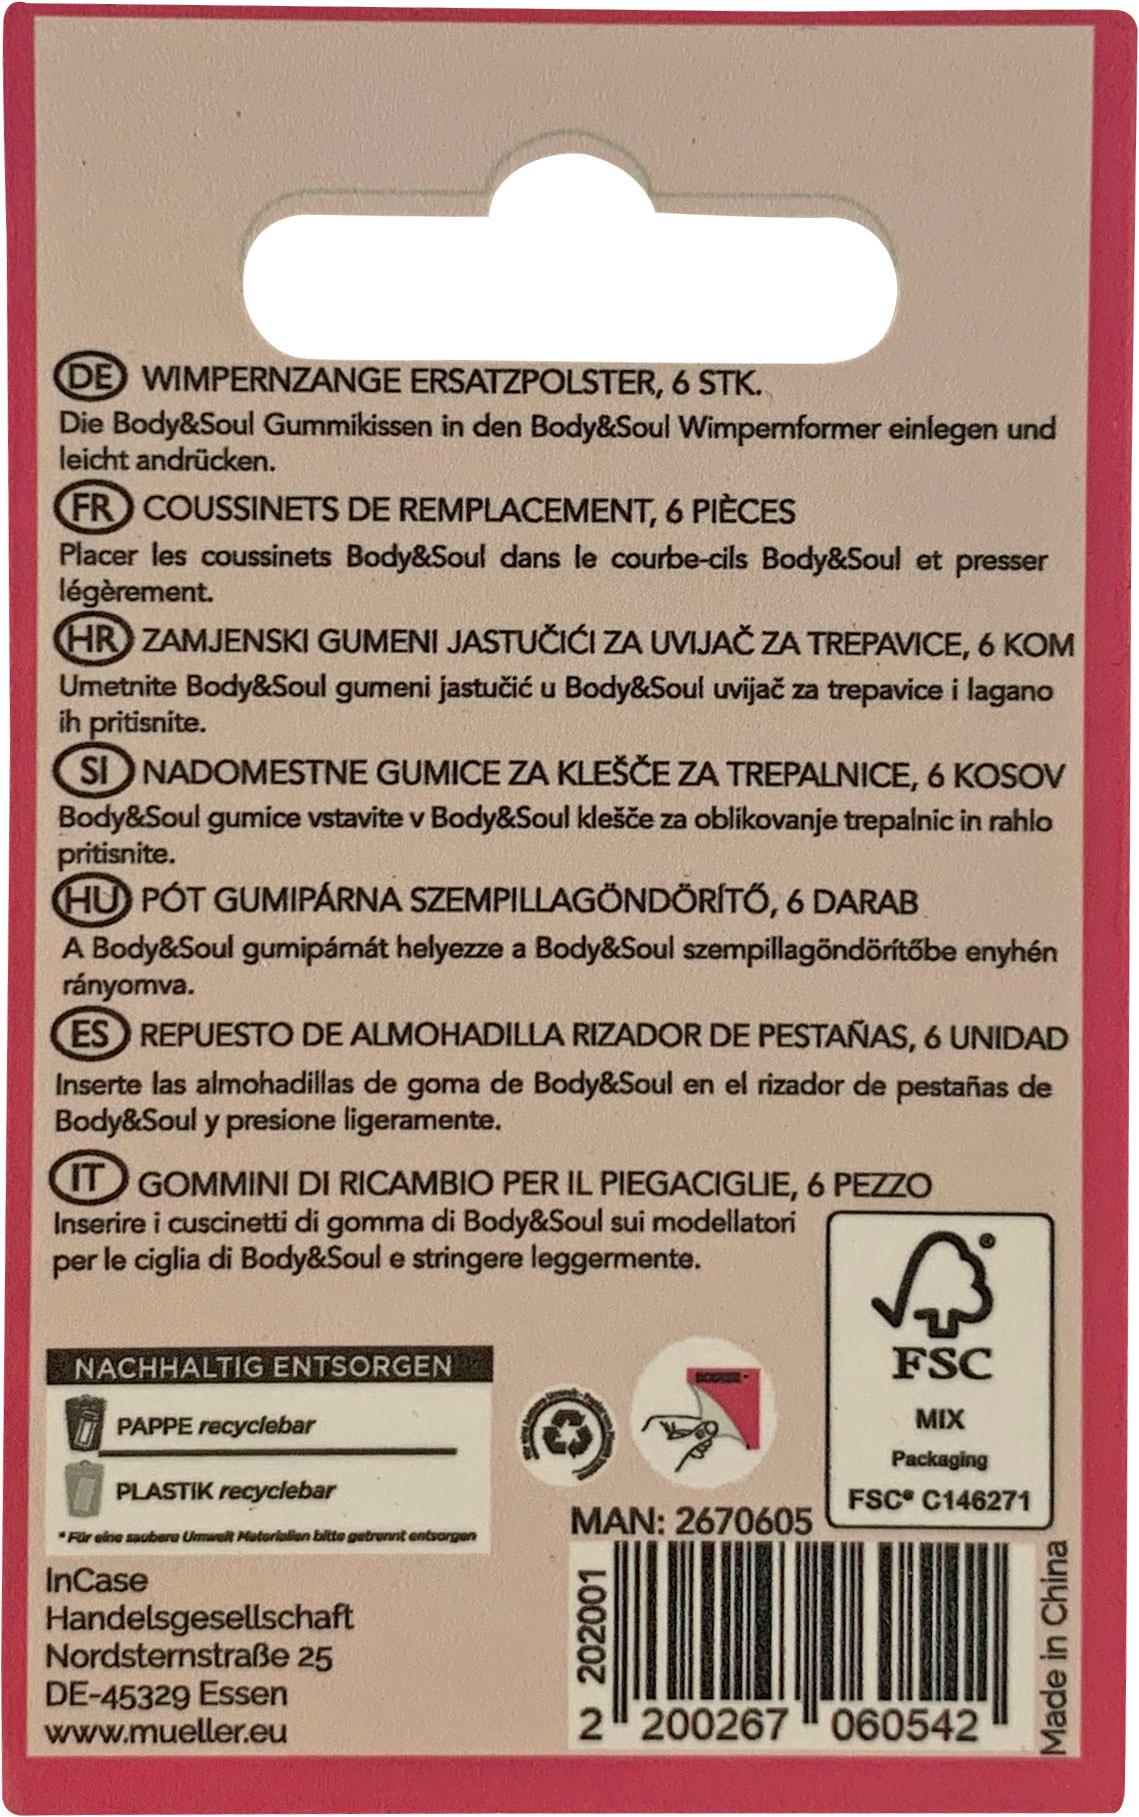 DE WIMPERNZANGE ERSATZPOLSTER, 6 STK.
Die Body&Soul Gummikissen in den Body&Soul Wimpernformer einlegen und
leicht andrücken.
FR COUSSINETS DE REMPLACEMENT, 6 PIÈCES
Placer les coussinets Body&Soul dans le courbe-cils Body&Soul et presser
légèrement.
HR ZAMJENSKI GUMENI JASTUČIĆI ZA UVIJAČ ZA TREPAVICE, 6 KOM
Umetnite Body&Soul gumeni jastučić u Body&Soul uvijač za trepavice i lagano
ih pritisnite.
SI NADOMESTNE GUMICE ZA KLEŠČE ZA TREPALNICE, 6 KOSOV
Body&Soul gumice vstavite v Body&Soul klešče za oblikovanje trepalnic in rahlo
pritisnite.
HU PÓT GUMIPÁRNA SZEMPILLAGÖNDÖRÍTŐ, 6 DARAB
A Body&Soul gumipárnát helyezze a Body&Soul szempillagöndörítőbe enyhén
rányomva.
ES REPUESTO DE ALMOHADILLA RIZADOR DE PESTAÑAS, 6 UNIDAD
Inserte las almohadillas de goma de Body&Soul en el rizador de pestañas de
Body&Soul y presione ligeramente.
IT GOMMINI DI RICAMBIO PER IL PIEGACIGLIE, 6 PEZZO
Inserire i cuscinetti di gomma di Body&Soul sui modellatori
per le ciglia di Body&Soul e stringere leggermente.
NACHHALTIG ENTSORGEN
PAPPE recyclebar
PLASTIK recyclebar
*Für eine saubere Umwelt Materialien bitte getrennt entsorgen
InCase
Handelsgesellschaft
Nordsternstraße 25
DE-45329 Essen
www.mueller.eu
FSC®
MIX
Packaging
FSC® C146271
MAN: 2670605
202001
2 200267 060542
Made in China